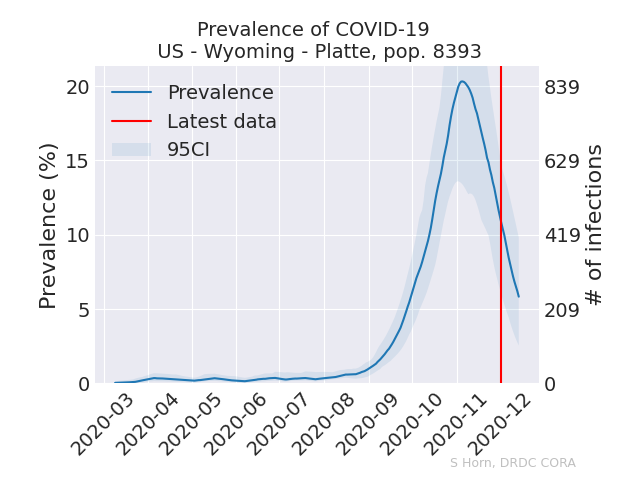 Prevalence of COVID-19
US - Wyoming - Platte, pop. 8393
Prevalence
Latest data
95CI
Prevalence (%)
20
15
10
5
0
839
629
419
209
0
# of infections
2020-03
2020-04
2020-05
2020-06
2020-07
2020-08
2020-09
2020-10
2020-11
2020-12
S Horn, DRDC CORA